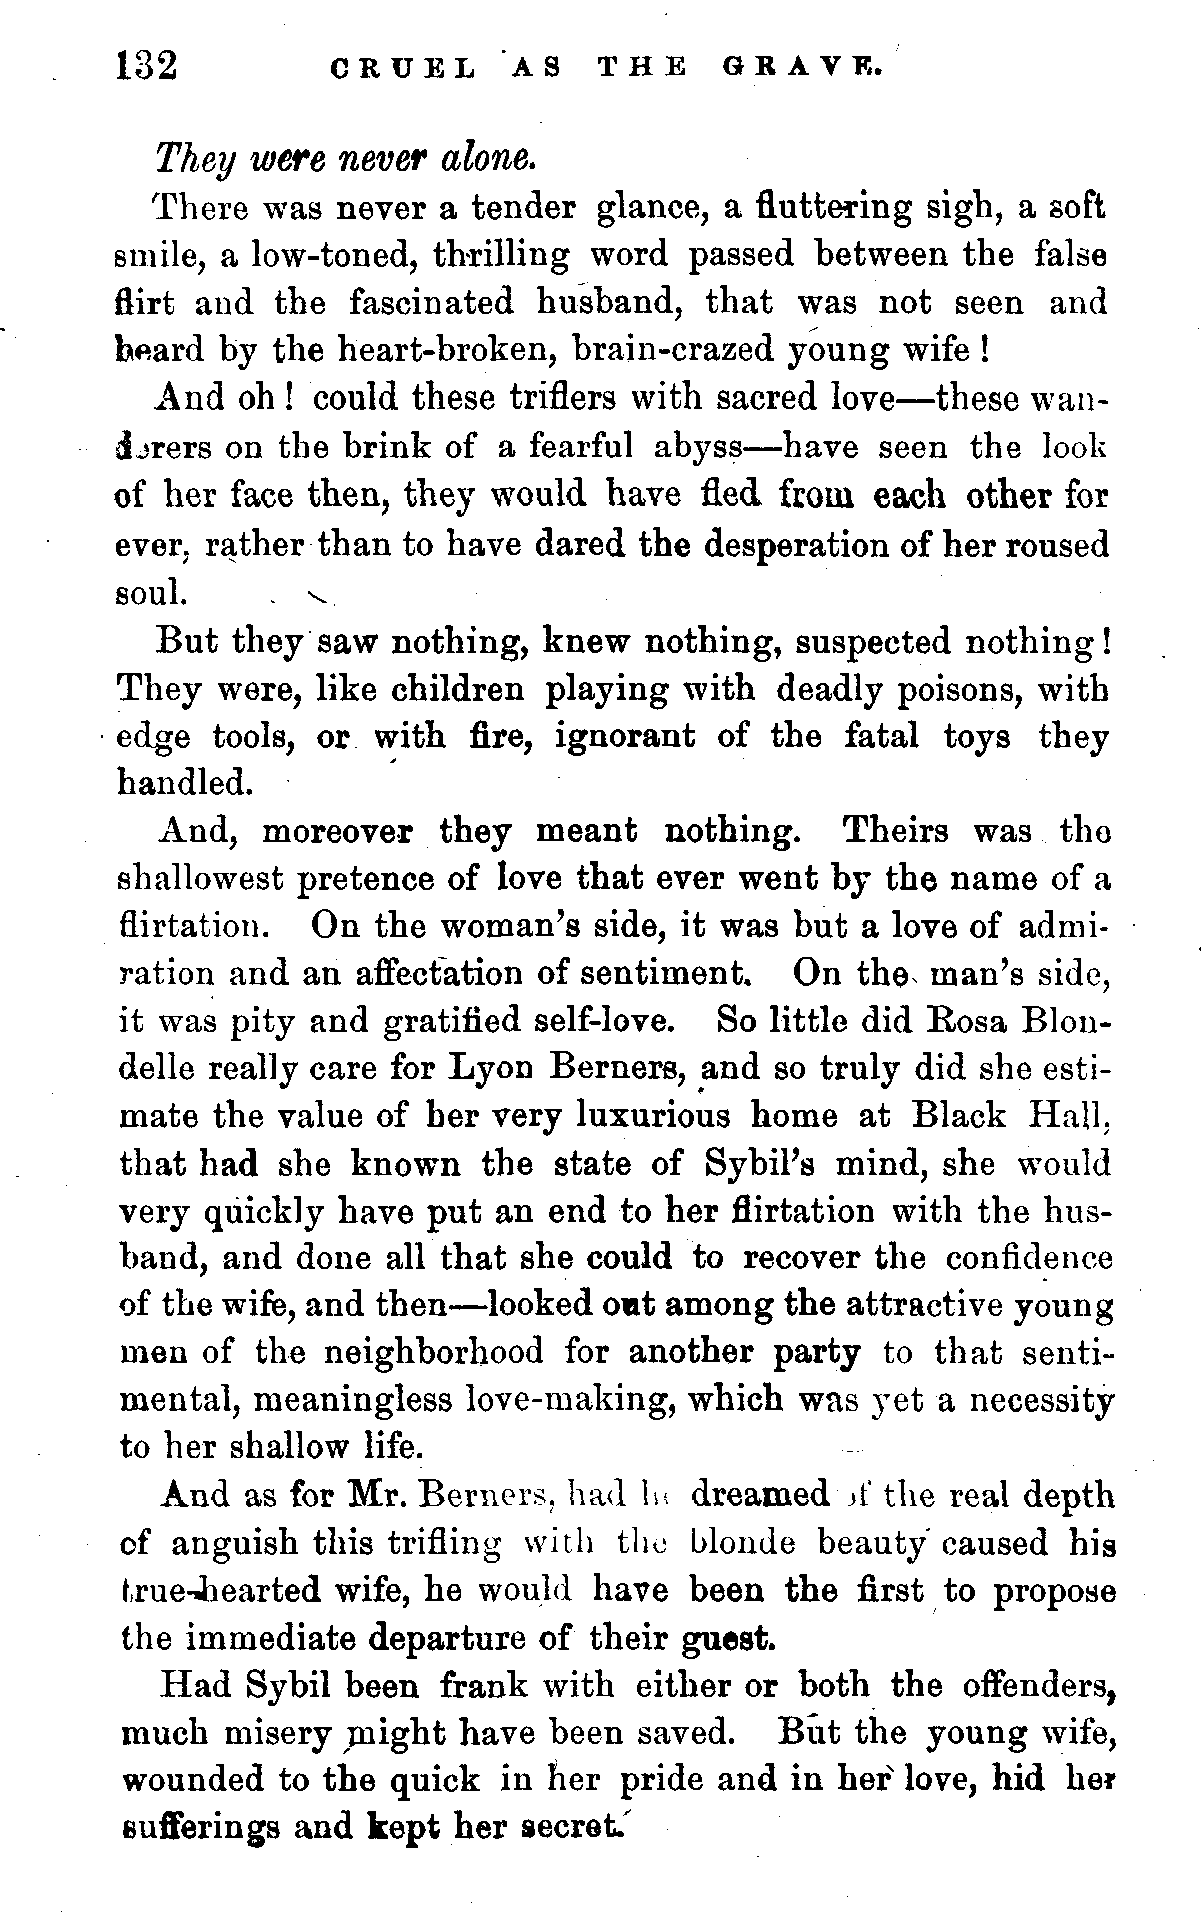 132 CRUEL AS THE GRAVE.
They were never alone.
There was never a tender glance, a fluttering sigh, a soft
smile, a low-toned, thrilling word passed between the false
flirt and the fascinated husband, that was not seen and
heard by the heart-broken, brain-crazed young wife!
And oh! could these triflers with sacred love—these wan-
derers on the brink of a fearful abyss—have seen the look
of her face then, they would have fled from each other for
ever, rather than to have dared the desperation of her roused
soul.
But they saw nothing, knew nothing, suspected nothing!
They were, like children playing with deadly poisons, with
edge tools, or with fire, ignorant of the fatal toys they
handled.
And, moreover they meant nothing. Theirs was the
shallowest pretence of love that ever went by the name of a
flirtation. On the woman's side, it was but a love of admi-
ration and an affectation of sentiment. On the man's side,
it was pity and gratified self-love. So little did Rosa Blon-
delle really care for Lyon Berners, and so truly did she esti-
mate the value of her very luxurious home at Black Hall,
that had she known the state of Sybil's mind, she would
very quickly have put an end to her flirtation with the hus-
band, and done all that she could to recover the confidence
of the wife, and then—looked out among the attractive young
men of the neighborhood for another party to that senti-
mental, meaningless love-making, which was yet a necessity
to her shallow life.
And as for Mr. Berners, had he dreamed of the real depth
of anguish this trifling with the blonde beauty caused his
true-hearted wife, he would have been the first to propose
the immediate departure of their guest.
Had Sybil been frank with either or both the offenders,
much misery might have been saved. But the young wife,
wounded to the quick in her pride and in her love, hid her
sufferings and kept her secret.